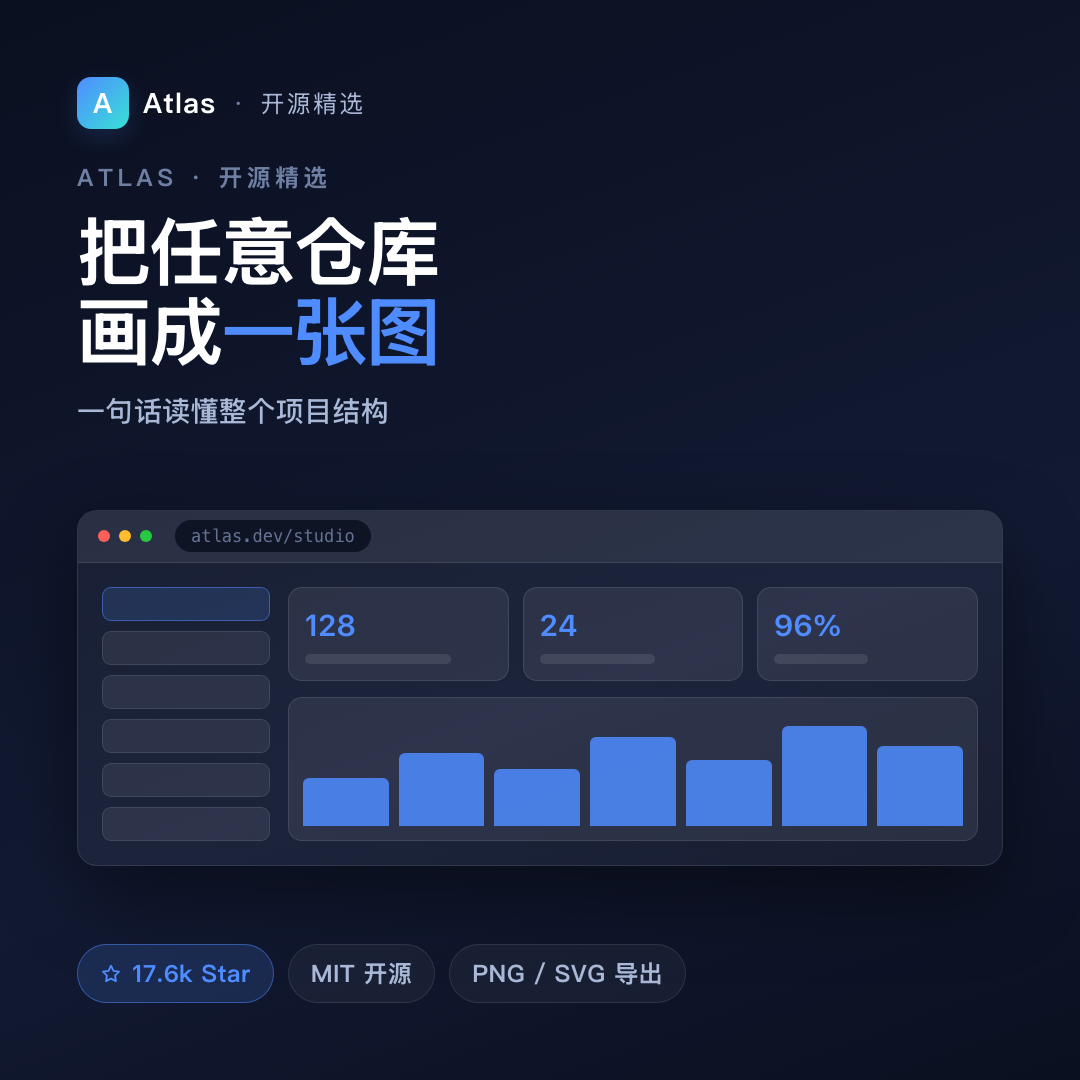 A Atlas · 开源精选
ATLAS · 开源精选
把任意仓库
画成一张图
一句话读懂整个项目结构
atlas.dev/studio
128 24 96%
17.6k Star MIT 开源 PNG / SVG 导出